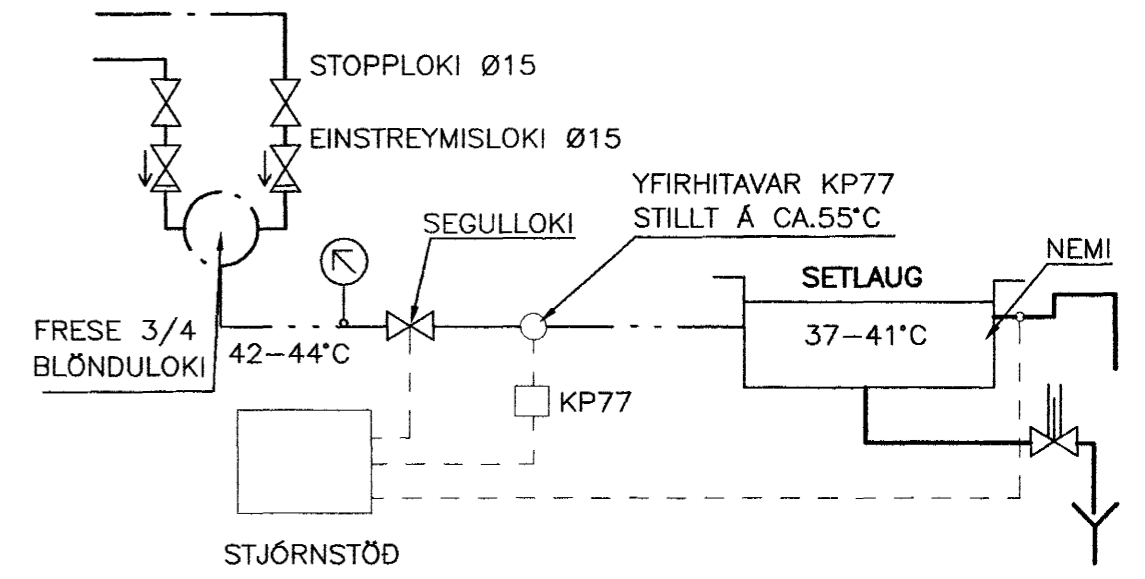 STOPPLOKI Ø15
EINSTREYMISLOKI Ø15
YFIRHITAVAR KP77
STILLT Á CA.55°C
SEGULLOKI
NEMI
SETLAUG
37-41°C
FRESE 3/4
BLÖNDULOKI
42-44°C
KP77
STJÓRNSTÖÐ